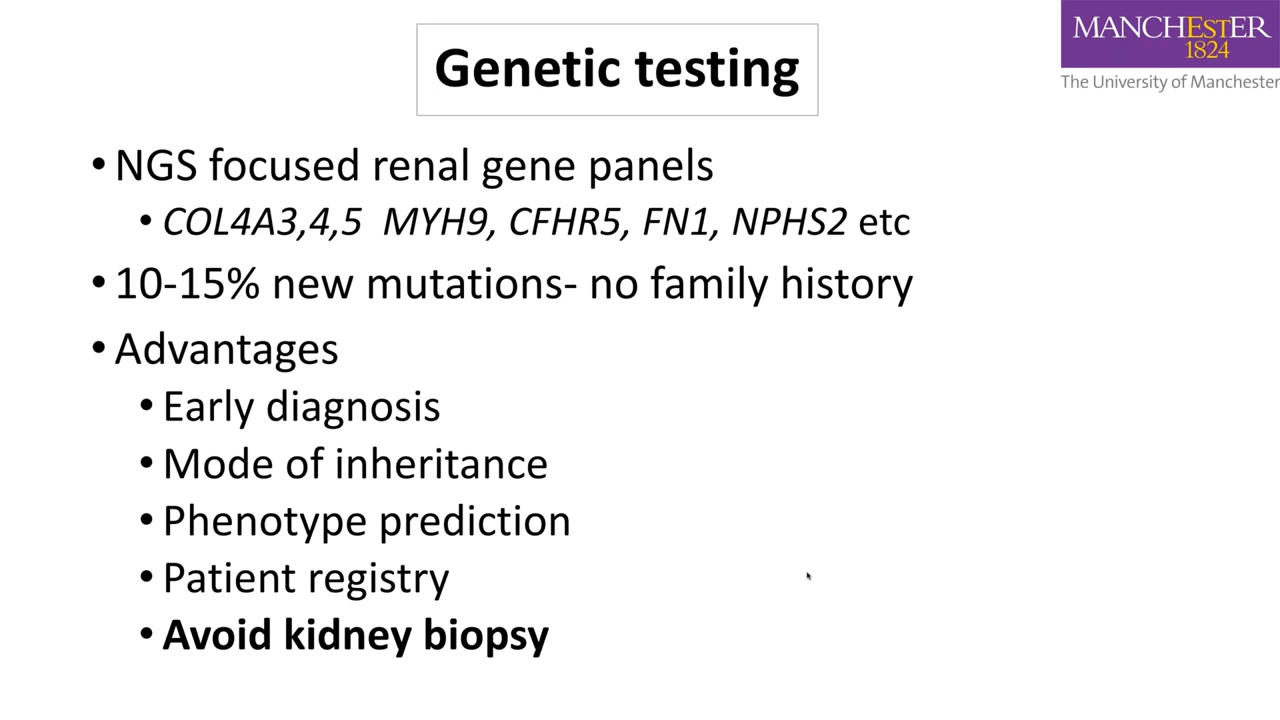 Genetic testing
MANCHEStER
1824
The University of Manchester
• NGS focused renal gene panels
• COL4A3,4,5  MYH9, CFHR5, FN1, NPHS2 etc
• 10-15% new mutations- no family history
• Advantages
• Early diagnosis
• Mode of inheritance
• Phenotype prediction
• Patient registry
• Avoid kidney biopsy